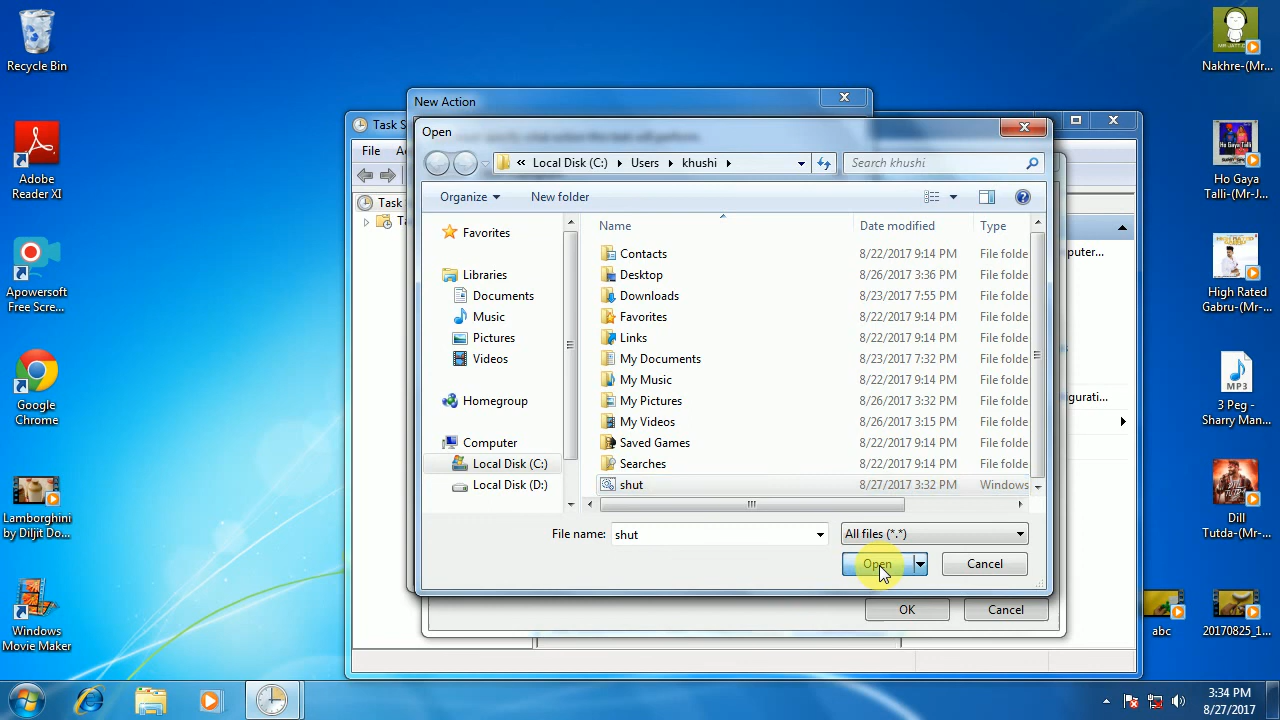 Recycle Bin
Adobe
Reader XI
Apowersoft
Free Scre...
Google
Chrome
Lamborghini
by Diljit Do...
Windows
Movie Maker
New Action
Task S
File
Task
Open
« Local Disk (C:) ▸ Users ▸ khushi ▸
Search khushi
Organize
New folder
Name
Date modified
Type
Favorites
Libraries
Documents
Music
Pictures
Videos
Homegroup
Computer
Local Disk (C:)
Local Disk (D:)
Contacts 8/22/2017 9:14 PM File folde
Desktop 8/26/2017 3:36 PM File folde
Downloads 8/23/2017 7:55 PM File folde
Favorites 8/22/2017 9:14 PM File folde
Links 8/22/2017 9:14 PM File folde
My Documents 8/23/2017 7:32 PM File folde
My Music 8/22/2017 9:14 PM File folde
My Pictures 8/26/2017 3:32 PM File folde
My Videos 8/26/2017 3:15 PM File folde
Saved Games 8/22/2017 9:14 PM File folde
Searches 8/22/2017 9:14 PM File folde
shut 8/27/2017 3:32 PM Windows
File name: shut
All files (*.*)
Open
Cancel
OK
Cancel
puter...
gurati...
Nakhre-(Mr...
Ho Gaya
Talli-(Mr-J...
High Rated
Gabru-(Mr-...
MP3
3 Peg -
Sharry Man...
Dill
Tutda-(Mr-...
abc
20170825_1...
3:34 PM
8/27/2017